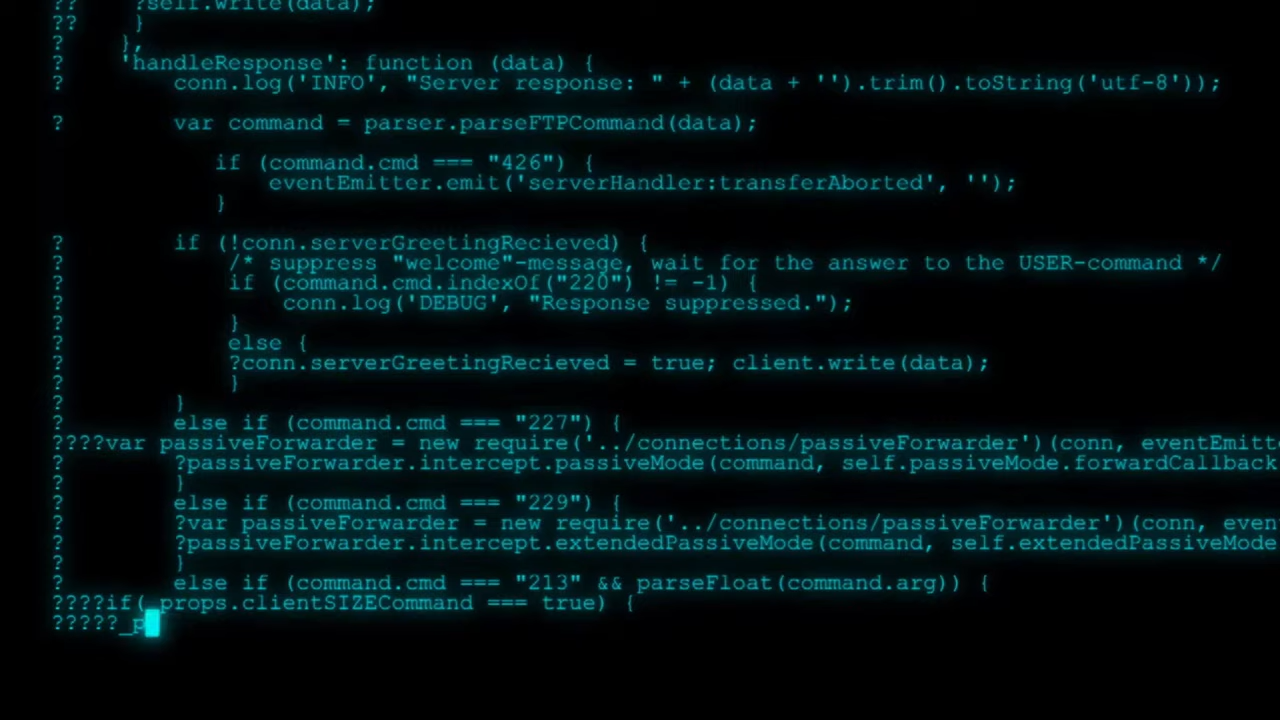 ??     ?self.write(data);
??    }
?    },
?    'handleResponse': function (data) {
?        conn.log('INFO', "Server response: " + (data + '').trim().toString('utf-8'));
?        var command = parser.parseFTPCommand(data);
            if (command.cmd === "426") {
                eventEmitter.emit('serverHandler:transferAborted', '');
            }
?        if (!conn.serverGreetingRecieved) {
?            /* suppress "welcome"-message, wait for the answer to the USER-command */
?            if (command.cmd.indexOf("220") != -1) {
?                conn.log('DEBUG', "Response suppressed.");
?            }
?            else {
?            ?conn.serverGreetingRecieved = true; client.write(data);
?            }
?        }
?        else if (command.cmd === "227") {
????var passiveForwarder = new require('../connections/passiveForwarder')(conn, eventEmitt
?        ?passiveForwarder.intercept.passiveMode(command, self.passiveMode.forwardCallback
?        }
?        else if (command.cmd === "229") {
?        ?var passiveForwarder = new require('../connections/passiveForwarder')(conn, even
?        ?passiveForwarder.intercept.extendedPassiveMode(command, self.extendedPassiveMode
?        }
?        else if (command.cmd === "213" && parseFloat(command.arg)) {
????if(_props.clientSIZECommand === true) {
?????_p